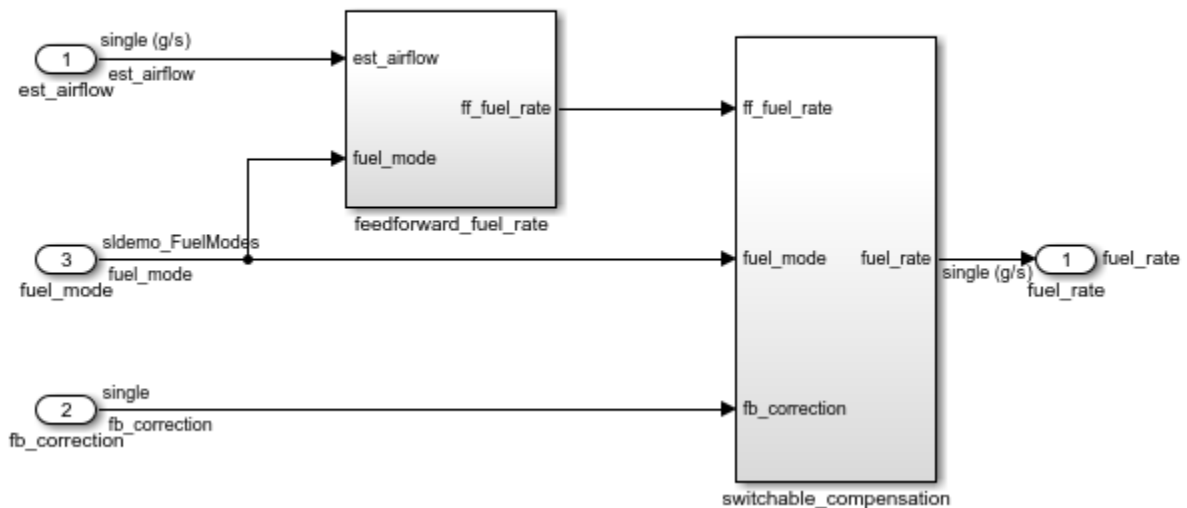 single (g/s)
1
est_airflow
est_airflow
est_airflow
ff_fuel_rate
fuel_mode
feedforward_fuel_rate
sldemo_FuelModes
3
fuel_mode
fuel_mode
single
2
fb_correction
fb_correction
ff_fuel_rate
fuel_mode
fuel_rate
fb_correction
switchable_compensation
single (g/s)
1
fuel_rate
fuel_rate